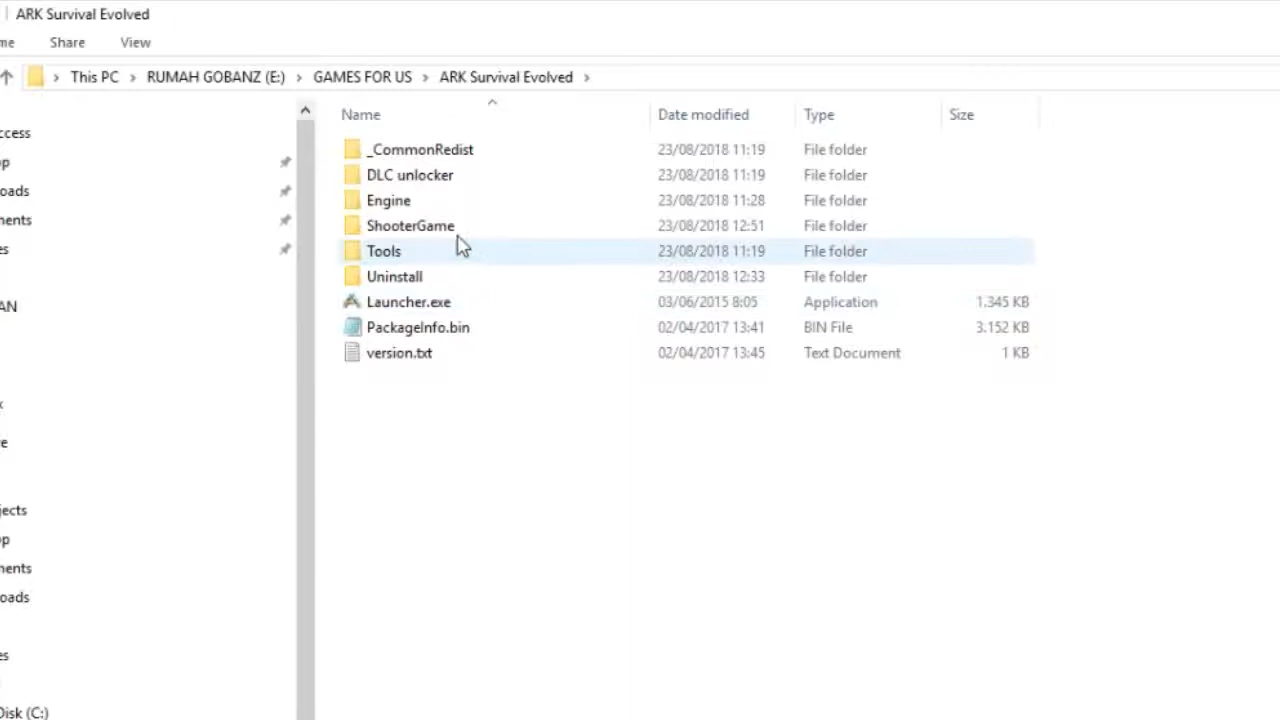 ARK Survival Evolved
me Share View
This PC RUMAH GOBANZ (E:) GAMES FOR US ARK Survival Evolved
Name Date modified Type Size
ccess
_CommonRedist 23/08/2018 11:19 File folder
p
DLC unlocker 23/08/2018 11:19 File folder
oads
Engine 23/08/2018 11:28 File folder
nents
ShooterGame 23/08/2018 12:51 File folder
es
Tools 23/08/2018 11:19 File folder
Uninstall 23/08/2018 12:33 File folder
AN
Launcher.exe 03/06/2015 8:05 Application 1.345 KB
PackageInfo.bin 02/04/2017 13:41 BIN File 3.152 KB
version.txt 02/04/2017 13:45 Text Document 1 KB
x
e
jects
p
nents
oads
es
Disk (C:)